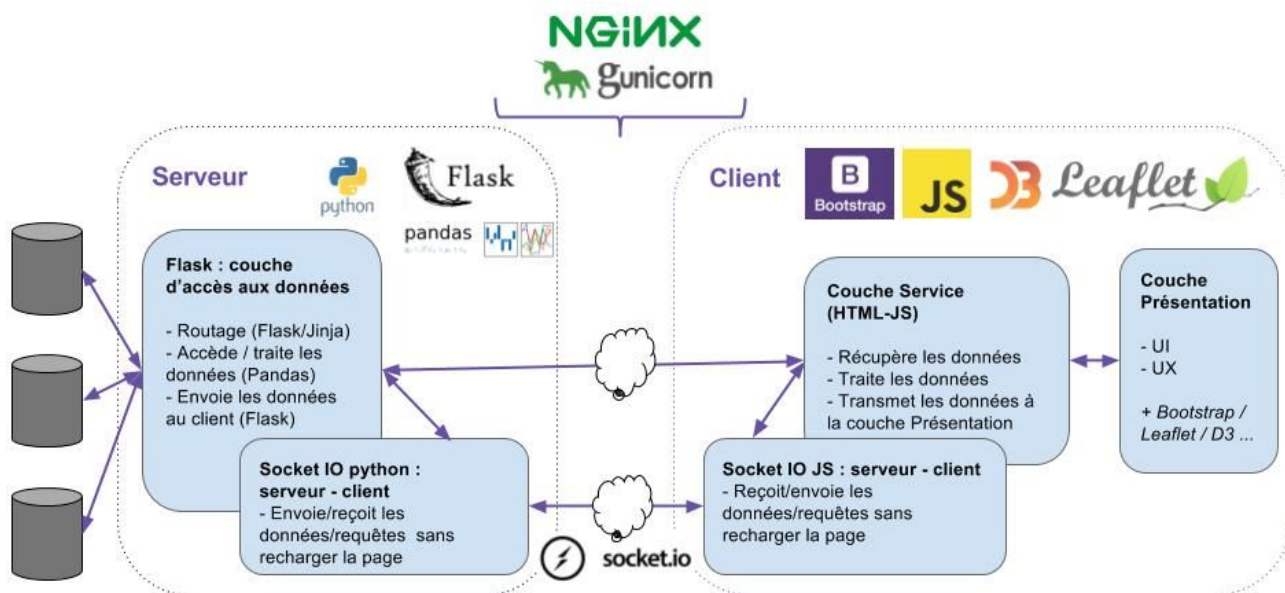 NGiNX
gunicorn
Serveur
python
Flask
pandas
Client
B
Bootstrap
JS
D3
Leaflet
Flask : couche
d'accès aux données
- Routage (Flask/Jinja)
- Accède / traite les
données (Pandas)
- Envoie les données
au client (Flask)
Socket IO python :
serveur - client
- Envoie/reçoit les
données/requêtes sans
recharger la page
socket.io
Couche Service
(HTML-JS)
- Récupère les données
- Traite les données
- Transmet les données à
la couche Présentation
Socket IO JS : serveur - client
- Reçoit/envoie les
données/requêtes sans
recharger la page
Couche
Présentation
- UI
- UX
+ Bootstrap /
Leaflet / D3 ...